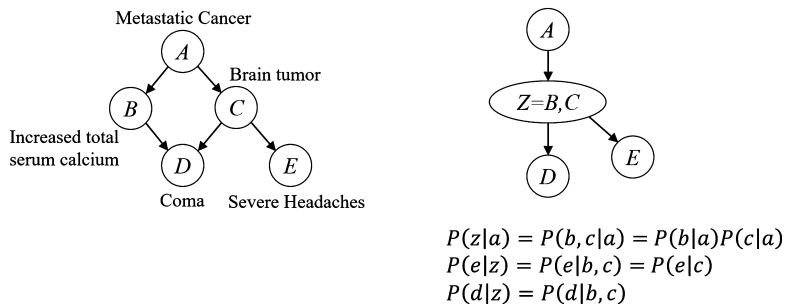 Metastatic Cancer
A
Brain tumor
B
C
Increased total
serum calcium
D
E
Coma
Severe Headaches
A
Z=B,C
E
D
P(z|a) = P(b,c|a) = P(b|a)P(c|a)
P(e|z) = P(e|b,c) = P(e|c)
P(d|z) = P(d|b,c)